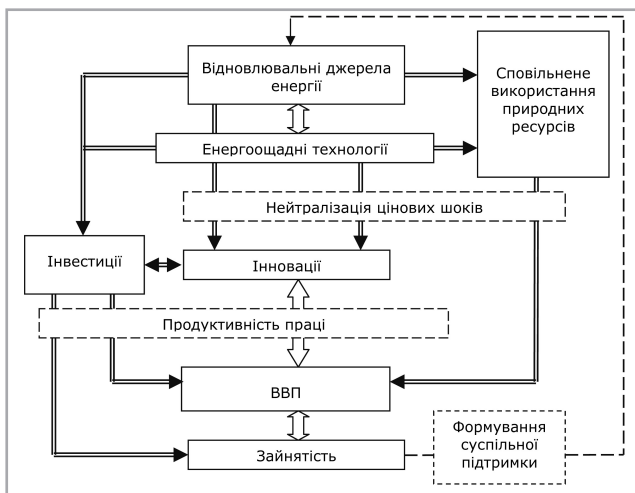 Відновлювальні джерела
енергії
Сповільнене
використання
природних
ресурсів
Енергоощадні технології
Нейтралізація цінових шоків
Інвестиції
Інновації
Продуктивність праці
ВВП
Зайнятість
Формування
суспільної
підтримки